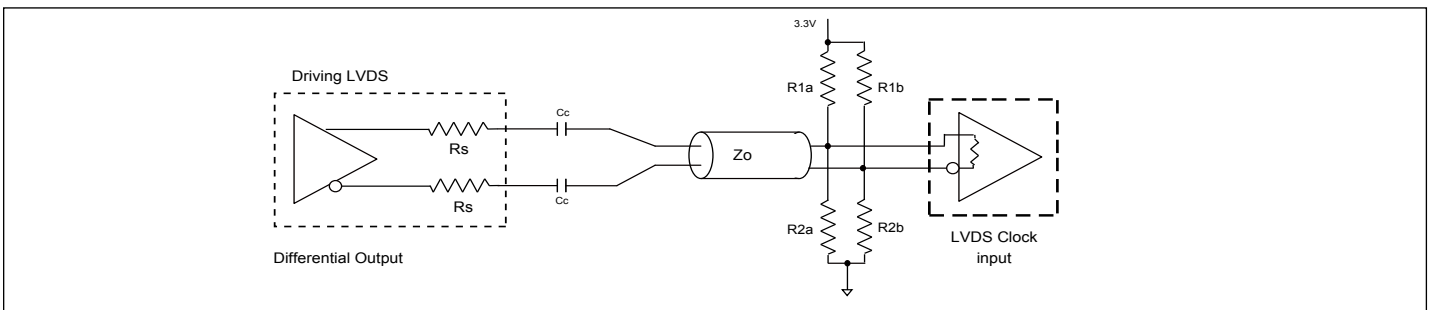 3.3V
Driving LVDS
R1a
R1b
Cc
Rs
Zo
Rs
Cc
R2a
R2b
LVDS Clock
input
Differential Output